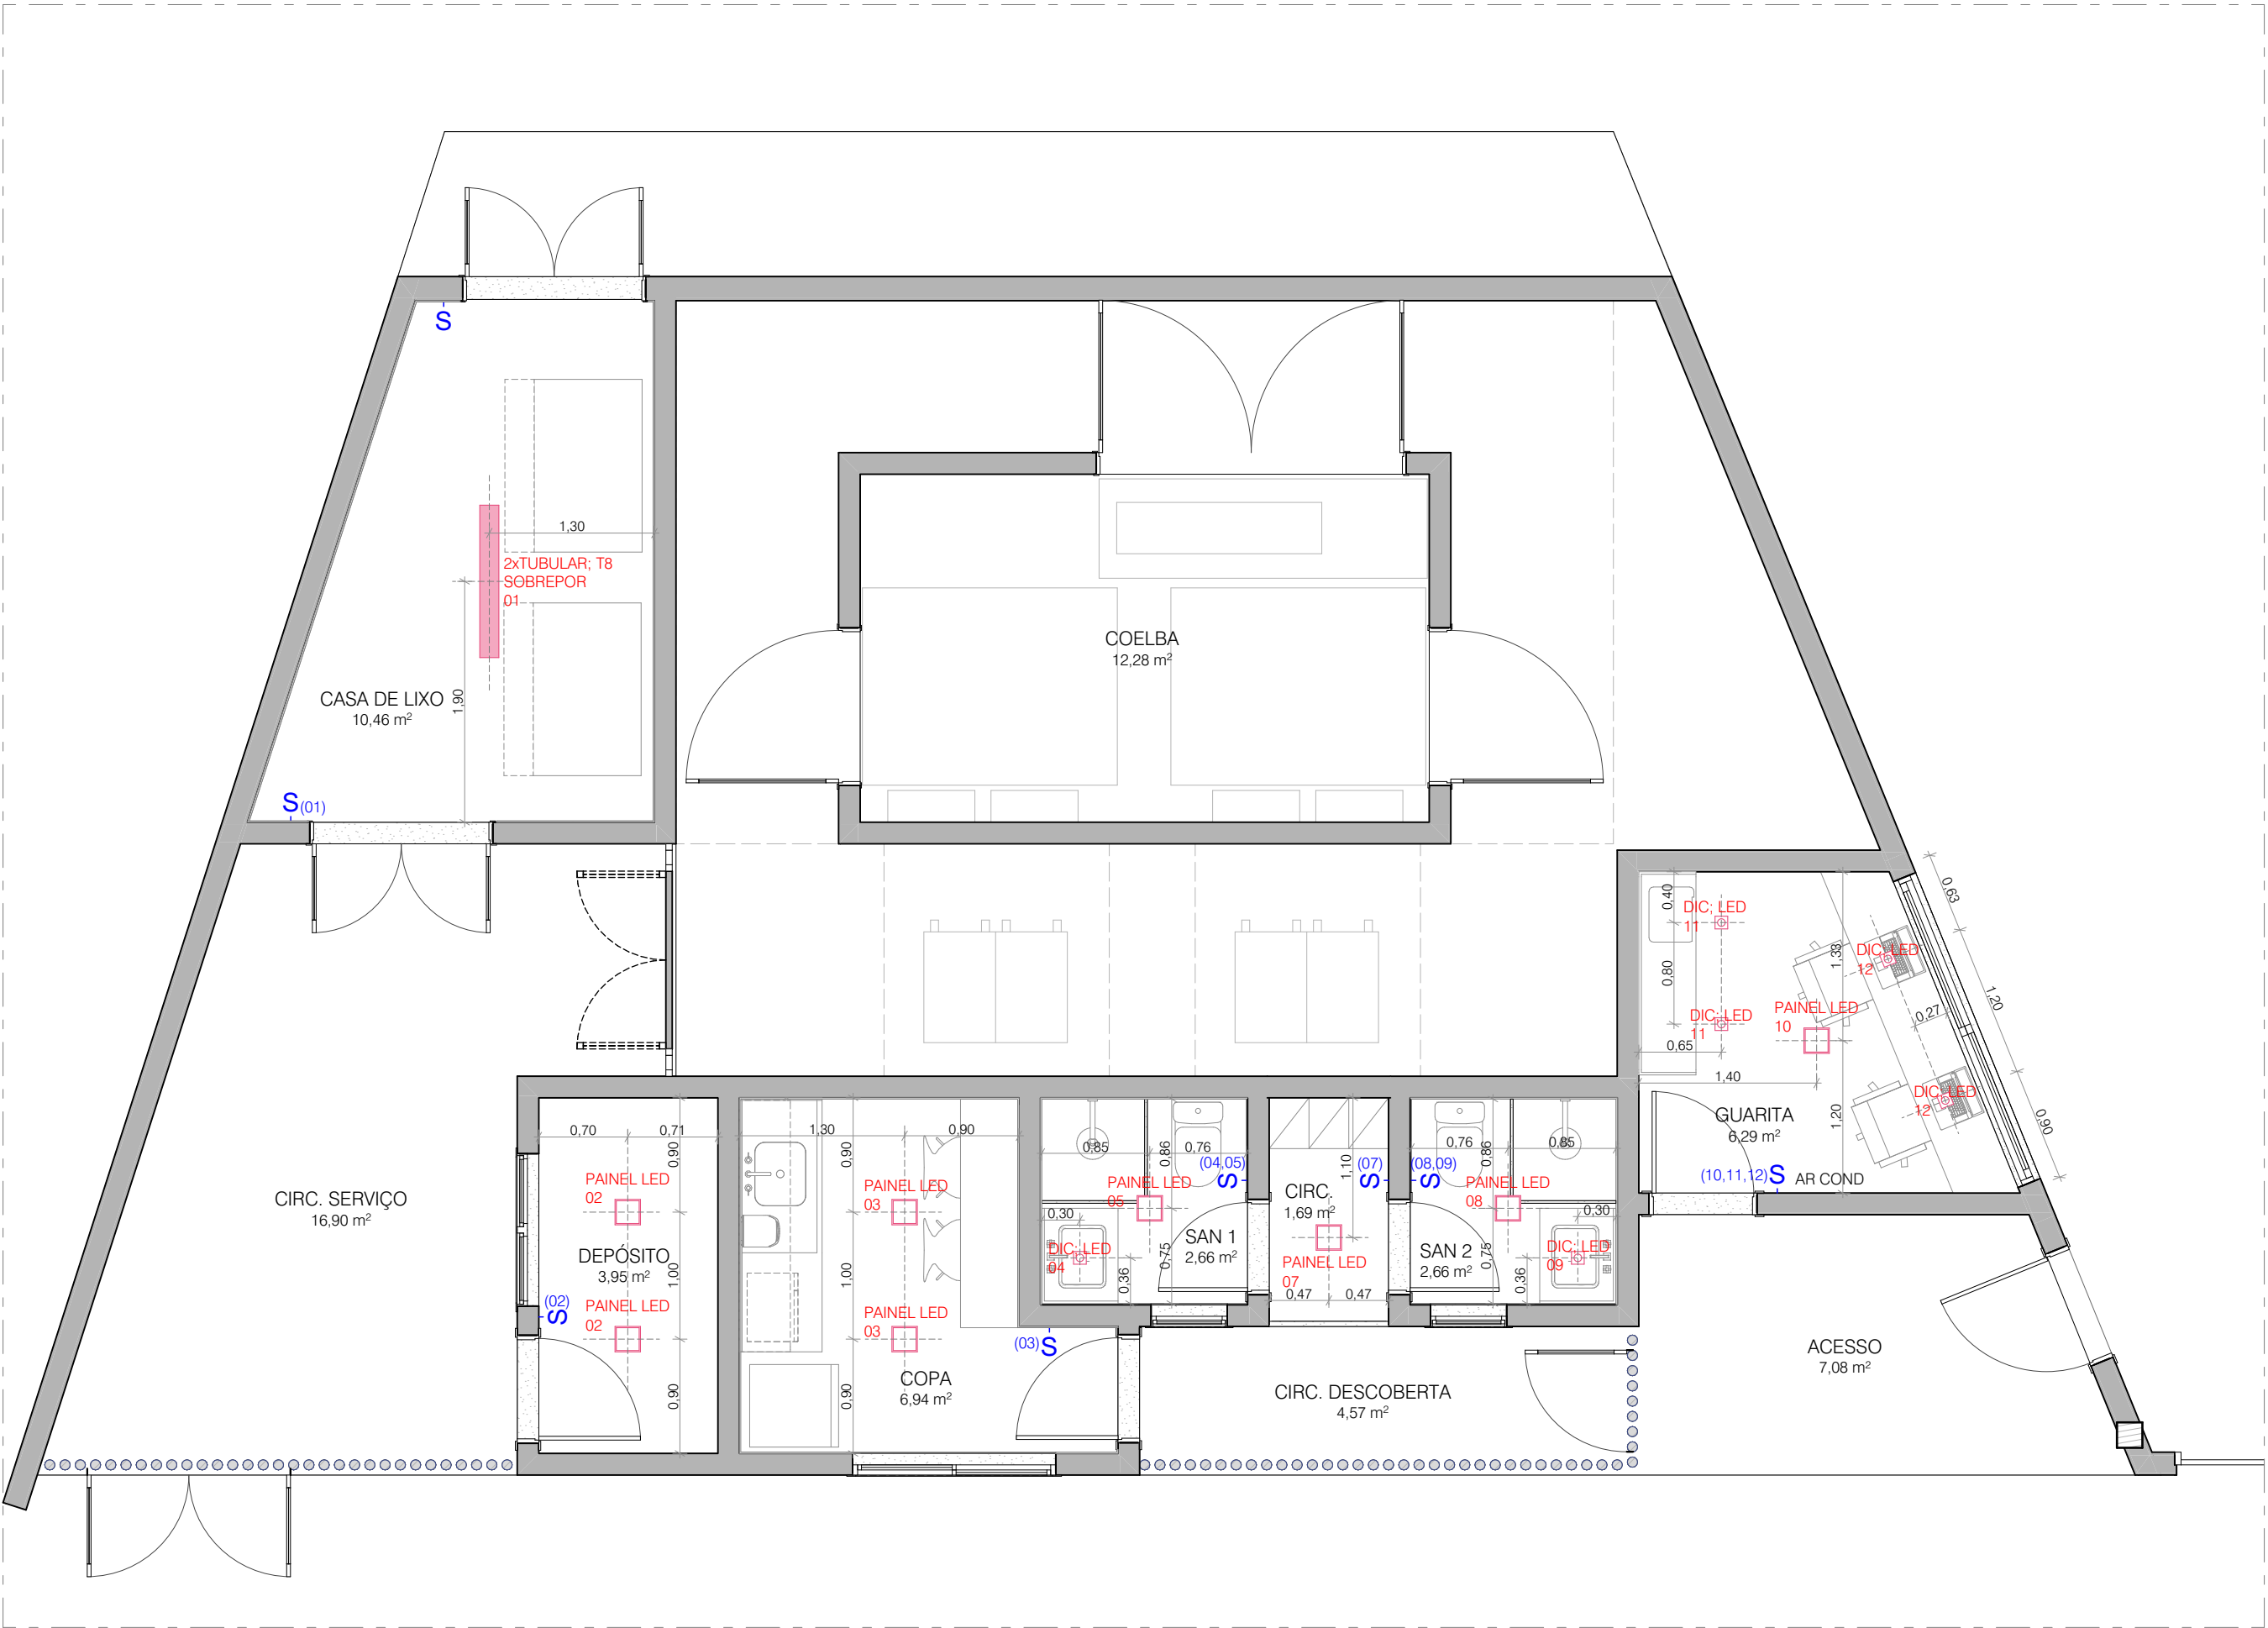 S
1,30
2xTUBULAR; T8
SOBREPOR
01
CASA DE LIXO
10,46 m²
1,90
S(01)
COELBA
12,28 m²
0,40
DIC; LED
11
0,80
DIC; LED
11
0,65
1,40
1,33
DIC; LED
12
PAINEL LED
10
0,27
0,63
1,20
0,90
DIC; LED
12
1,20
GUARITA
6,29 m²
(10,11,12)S
AR COND
CIRC. SERVIÇO
16,90 m²
0,70
0,71
0,90
PAINEL LED
02
DEPÓSITO
3,95 m²
1,00
PAINEL LED
02
(02)
S
0,90
1,30
0,90
0,90
PAINEL LED
03
1,00
PAINEL LED
03
0,90
COPA
6,94 m²
(03)S
0,85
0,86
0,76
(04,05)
S
PAINEL LED
05
0,30
DIC; LED
04
0,36
0,75
SAN 1
2,66 m²
1,10
(07)
S
CIRC.
1,69 m²
PAINEL LED
07
0,47
0,47
0,76
0,86
0,85
(08,09)
S
PAINEL LED
08
0,30
SAN 2
2,66 m²
0,75
0,36
DIC; LED
09
CIRC. DESCOBERTA
4,57 m²
ACESSO
7,08 m²